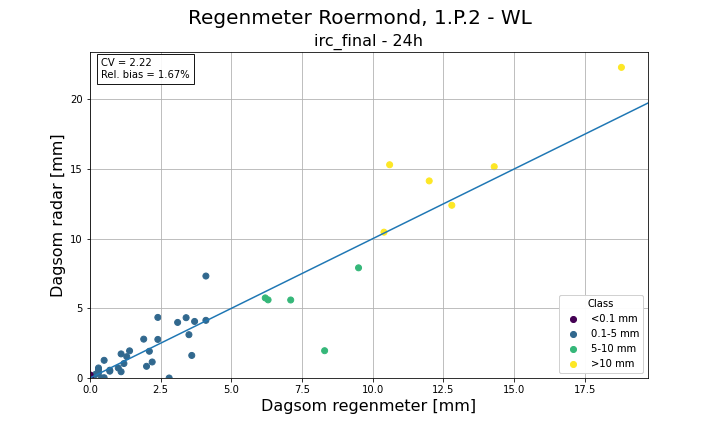 Regenmeter Roermond, 1.P.2 - WL
irc_final - 24h
CV = 2.22
Rel. bias = 1.67%
Dagsom radar [mm]
20
15
10
5
0
0.0 2.5 5.0 7.5 10.0 12.5 15.0 17.5
Dagsom regenmeter [mm]
Class
<0.1 mm
0.1-5 mm
5-10 mm
>10 mm